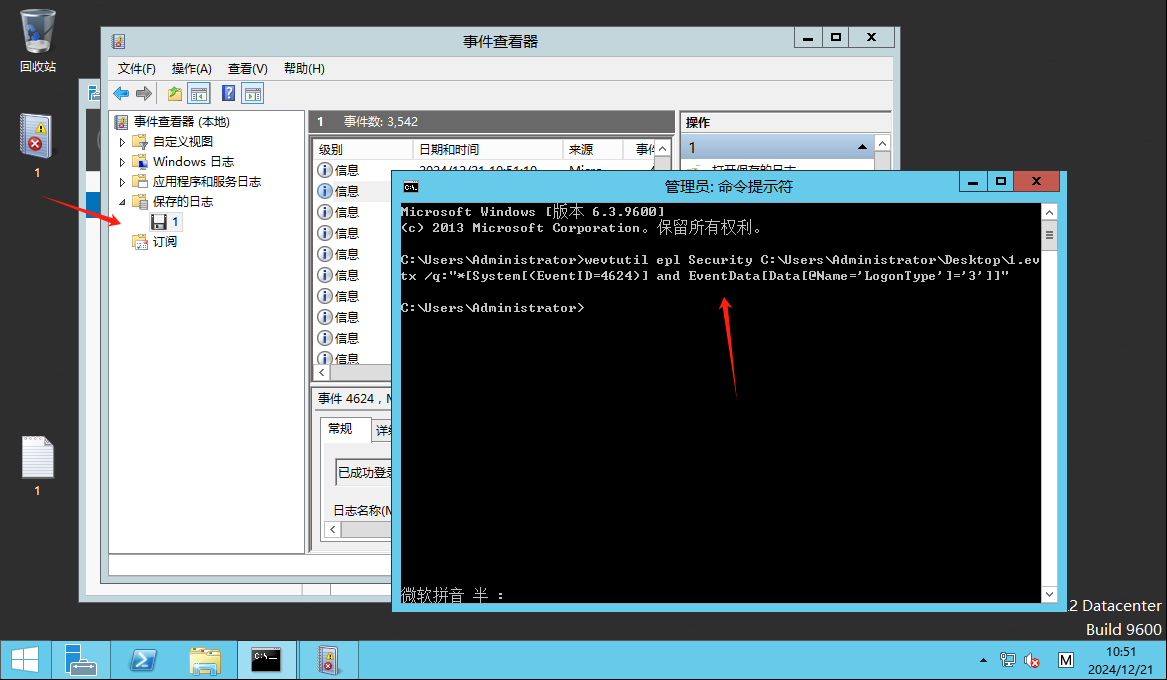 回收站
1
1
事件查看器
文件(F) 操作(A) 查看(V) 帮助(H)
事件查看器 (本地)
自定义视图
Windows 日志
应用程序和服务日志
保存的日志
1
订阅
1 事件数: 3,542
级别 日期和时间 来源 事件
信息 2024/12/21 10:51:10 Micro
信息
信息
信息
信息
信息
信息
信息
信息
信息
事件 4624，M
常规 详细
已成功登录
日志名称(M
操作
1
打开保存的日志
管理员: 命令提示符
Microsoft Windows [版本 6.3.9600]
(c) 2013 Microsoft Corporation。保留所有权利。
C:\Users\Administrator>wevtutil epl Security C:\Users\Administrator\Desktop\1.ev
tx /q:"*[System[(EventID=4624)] and EventData[Data[@Name='LogonType']='3']]"
C:\Users\Administrator>
微软拼音 半 :
2 Datacenter
Build 9600
M
10:51
2024/12/21